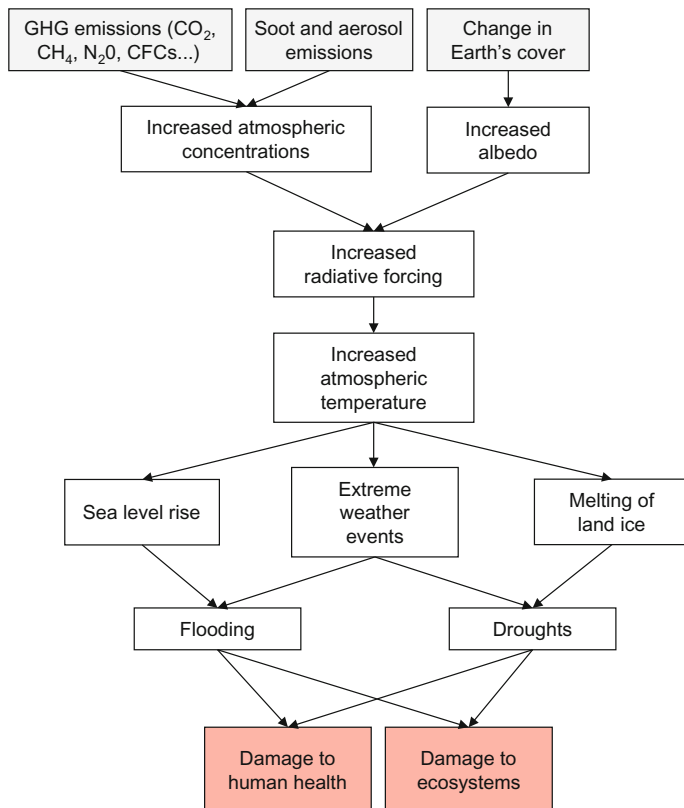 GHG emissions (CO₂,
CH₄, N₂0, CFCs...)
Soot and aerosol
emissions
Change in
Earth's cover
Increased atmospheric
concentrations
Increased
albedo
Increased
radiative forcing
Increased
atmospheric
temperature
Sea level rise
Extreme
weather
events
Melting of
land ice
Flooding
Droughts
Damage to
human health
Damage to
ecosystems